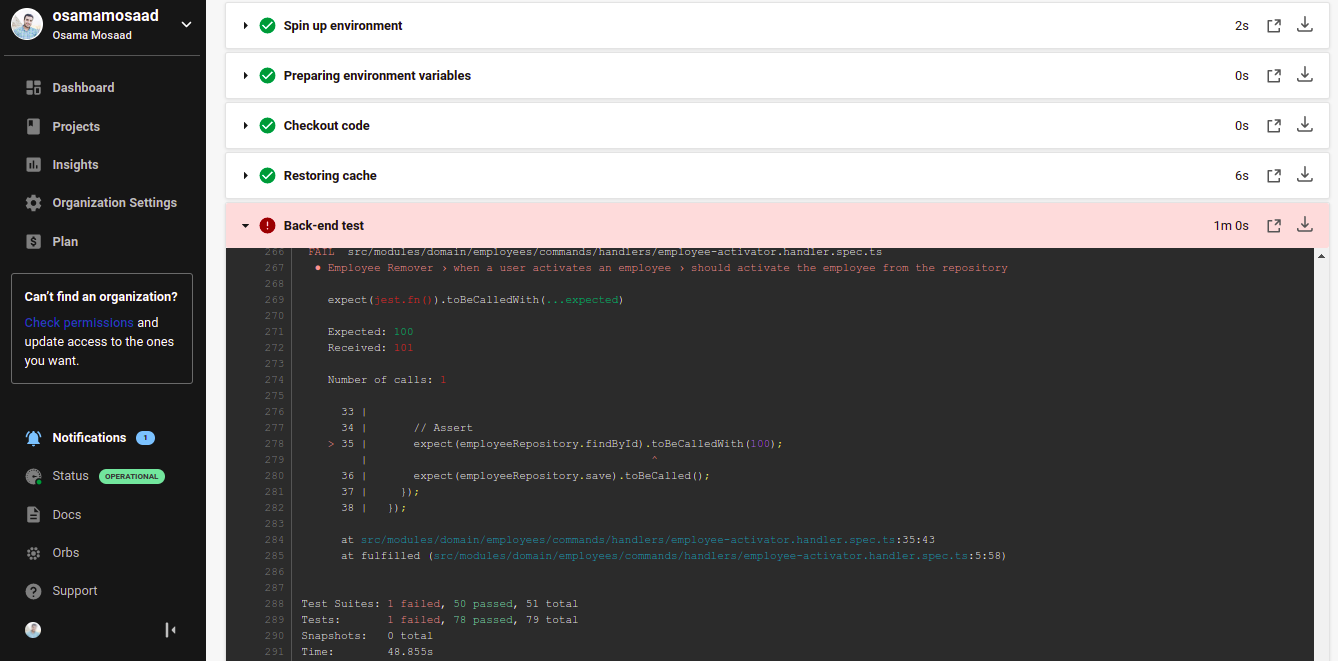 osamamosaad
Osama Mosaad
Dashboard
Projects
Insights
Organization Settings
Plan
Can't find an organization?
Check permissions and
update access to the ones
you want.
Notifications 1
Status OPERATIONAL
Docs
Orbs
Support
Spin up environment 2s
Preparing environment variables 0s
Checkout code 0s
Restoring cache 6s
Back-end test 1m 0s
266 FAIL src/modules/domain/employees/commands/handlers/employee-activator.handler.spec.ts
267 ● Employee Remover › when a user activates an employee › should activate the employee from the repository
268
269 expect(jest.fn()).toBeCalledWith(...expected)
270
271 Expected: 100
272 Received: 101
273
274 Number of calls: 1
275
276 33 |
277 34 | // Assert
278 > 35 | expect(employeeRepository.findById).toBeCalledWith(100);
279 | ^
280 36 | expect(employeeRepository.save).toBeCalled();
281 37 | });
282 38 | });
283
284 at src/modules/domain/employees/commands/handlers/employee-activator.handler.spec.ts:35:43
285 at fulfilled (src/modules/domain/employees/commands/handlers/employee-activator.handler.spec.ts:5:58)
286
287
288 Test Suites: 1 failed, 50 passed, 51 total
289 Tests: 1 failed, 78 passed, 79 total
290 Snapshots: 0 total
291 Time: 48.855s